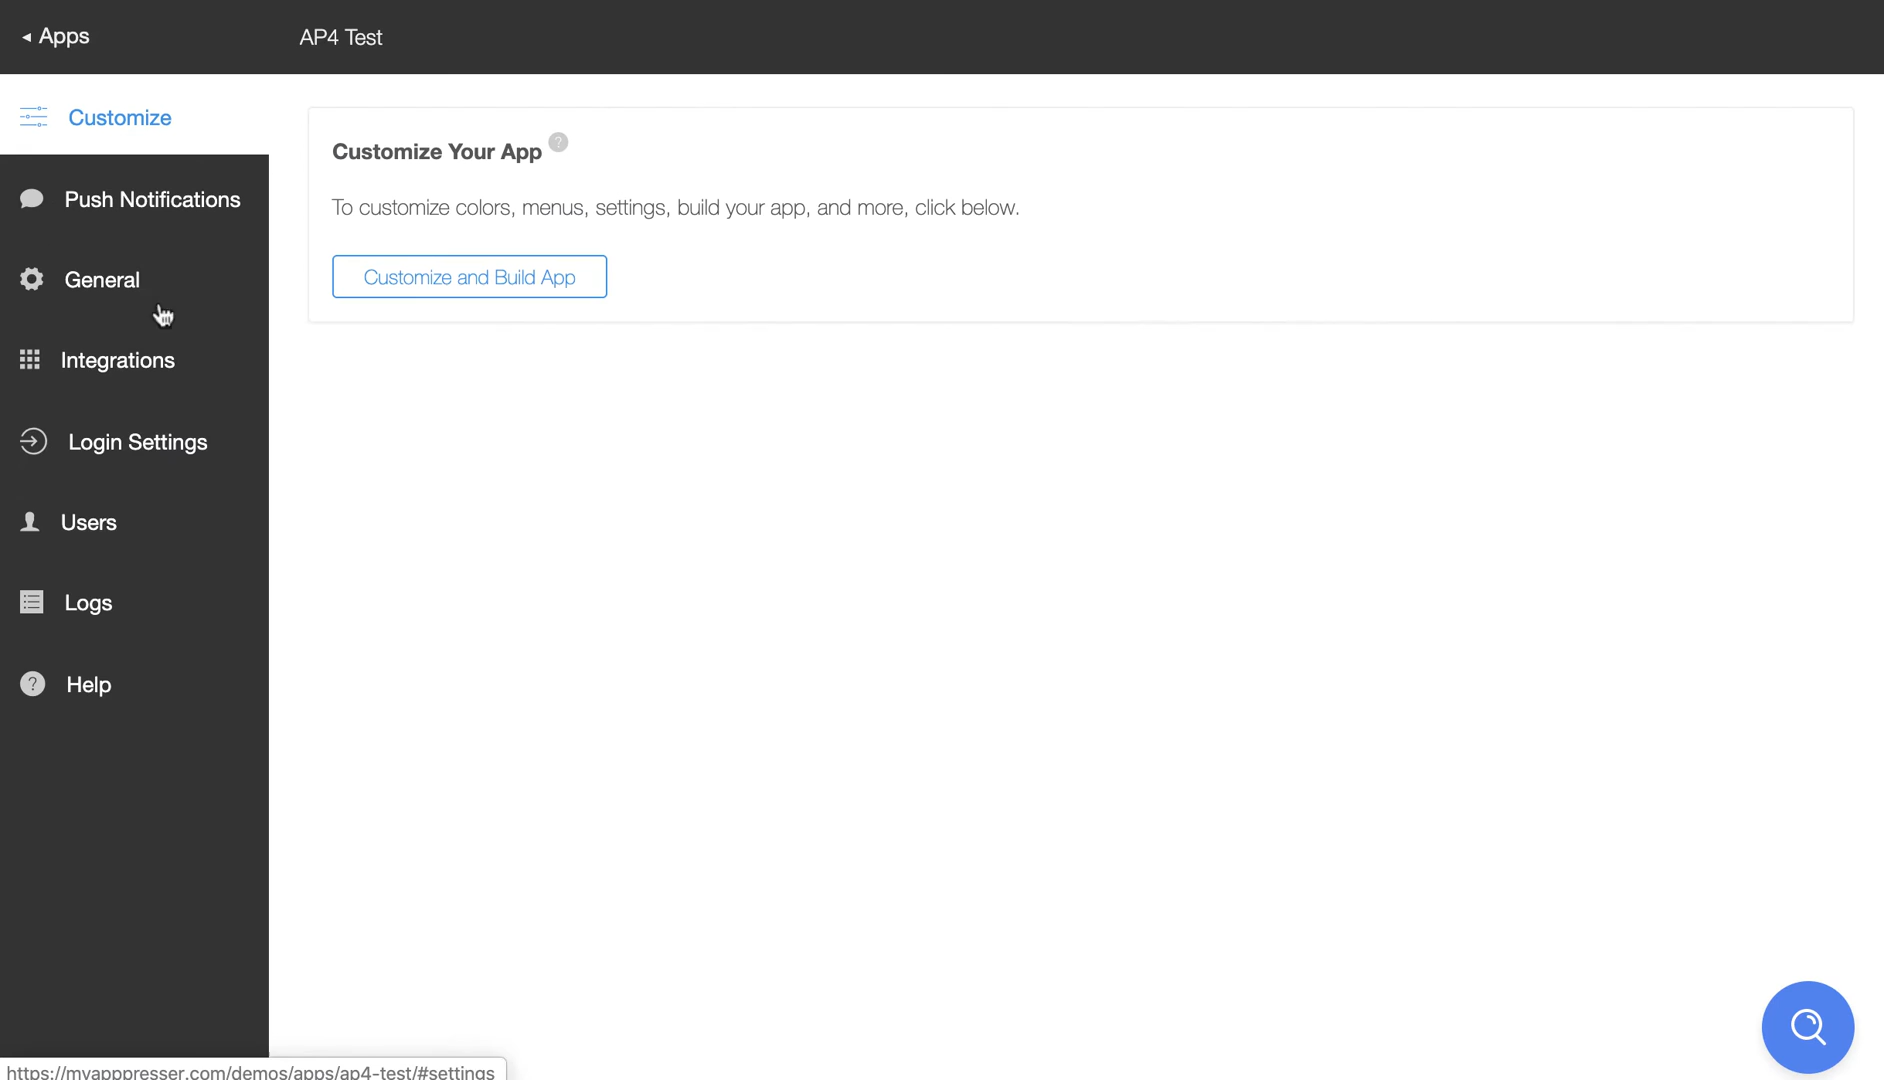 ◂ Apps
AP4 Test
Customize
Push Notifications
General
Integrations
Login Settings
Users
Logs
? Help
Customize Your App ?
To customize colors, menus, settings, build your app, and more, click below.
Customize and Build App
https://myapppresser.com/demos/apps/ap4-test/#settings